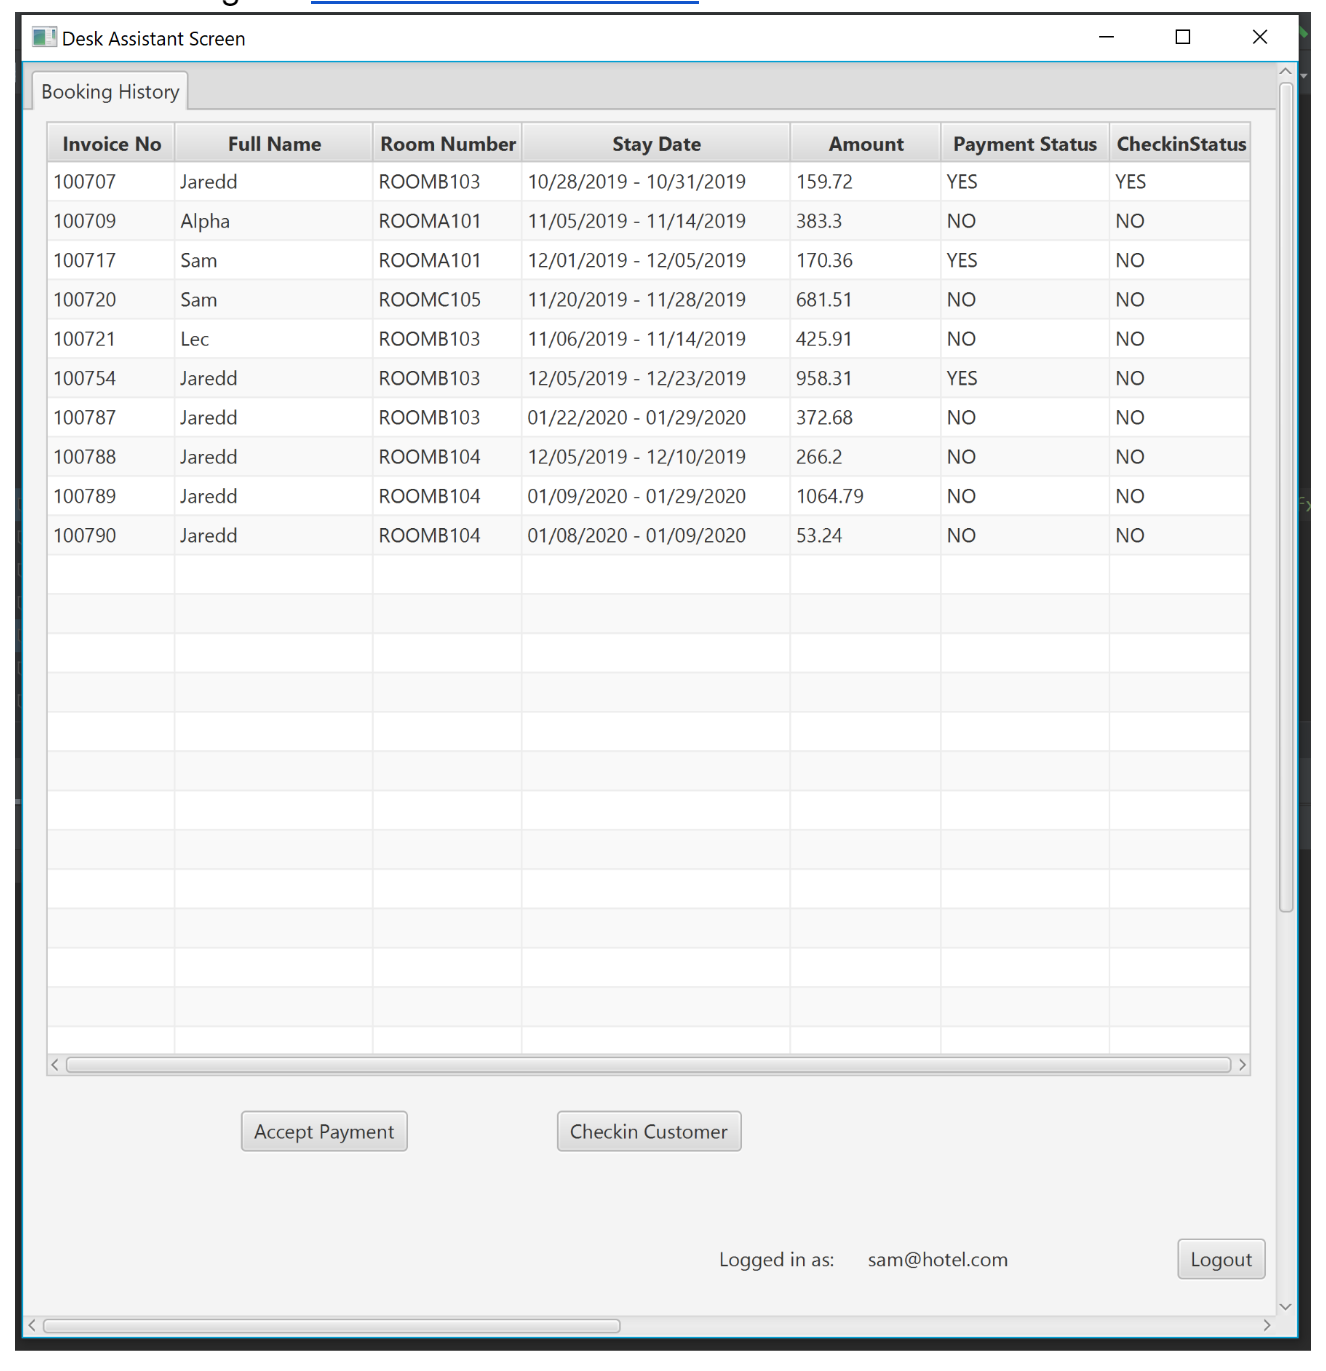 Desk Assistant Screen
Booking History
Invoice No Full Name Room Number Stay Date Amount Payment Status CheckinStatus
100707 Jaredd ROOMB103 10/28/2019 - 10/31/2019 159.72 YES YES
100709 Alpha ROOMA101 11/05/2019 - 11/14/2019 383.3 NO NO
100717 Sam ROOMA101 12/01/2019 - 12/05/2019 170.36 YES NO
100720 Sam ROOMC105 11/20/2019 - 11/28/2019 681.51 NO NO
100721 Lec ROOMB103 11/06/2019 - 11/14/2019 425.91 NO NO
100754 Jaredd ROOMB103 12/05/2019 - 12/23/2019 958.31 YES NO
100787 Jaredd ROOMB103 01/22/2020 - 01/29/2020 372.68 NO NO
100788 Jaredd ROOMB104 12/05/2019 - 12/10/2019 266.2 NO NO
100789 Jaredd ROOMB104 01/09/2020 - 01/29/2020 1064.79 NO NO
100790 Jaredd ROOMB104 01/08/2020 - 01/09/2020 53.24 NO NO
Accept Payment Checkin Customer
Logged in as: sam@hotel.com Logout